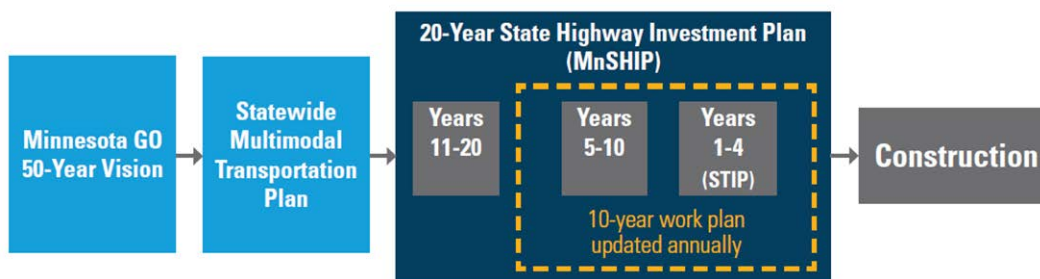 Minnesota GO
50-Year Vision
Statewide
Multimodal
Transportation
Plan
20-Year State Highway Investment Plan
(MnSHIP)
Years
11-20
Years
5-10
Years
1-4
(STIP)
10-year work plan
updated annually
Construction